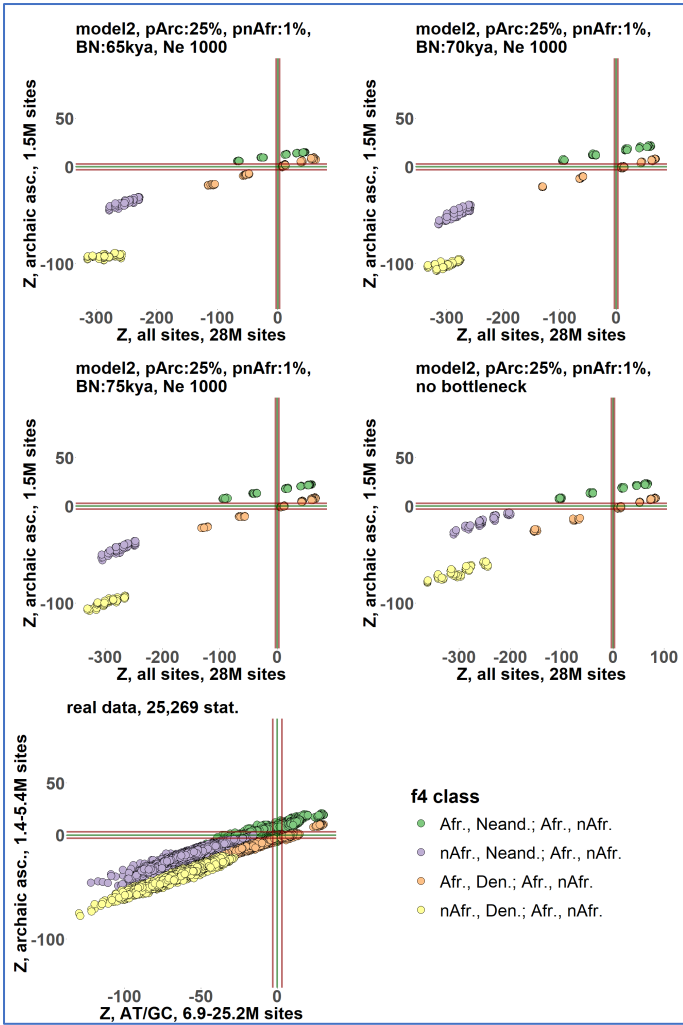 model2, pArc:25%, pnAfr:1%,
BN:65kya, Ne 1000
Z, archaic asc., 1.5M sites
50
0
-100
-300
-200
-100
0
Z, all sites, 28M sites
model2, pArc:25%, pnAfr:1%,
BN:70kya, Ne 1000
Z, archaic asc., 1.5M sites
50
0
-100
-300
-200
-100
0
Z, all sites, 28M sites
model2, pArc:25%, pnAfr:1%,
BN:75kya, Ne 1000
Z, archaic asc., 1.5M sites
50
0
-100
-300
-200
-100
0
Z, all sites, 28M sites
model2, pArc:25%, pnAfr:1%,
no bottleneck
Z, archaic asc., 1.5M sites
50
0
-100
-300
-200
-100
0
100
Z, all sites, 28M sites
real data, 25,269 stat.
Z, archaic asc., 1.4-5.4M sites
50
0
-100
-100
-50
0
Z, AT/GC, 6.9-25.2M sites
f4 class
Afr., Neand.; Afr., nAfr.
nAfr., Neand.; Afr., nAfr.
Afr., Den.; Afr., nAfr.
nAfr., Den.; Afr., nAfr.